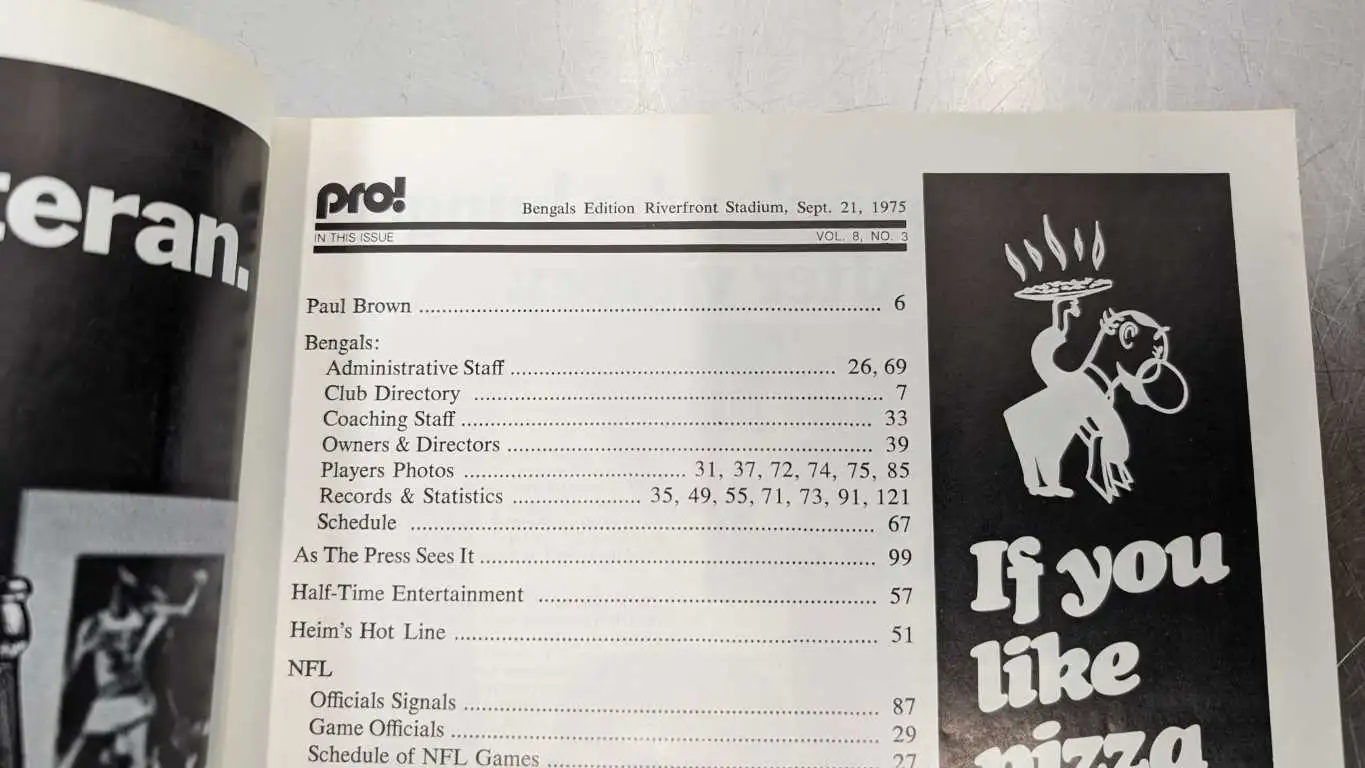 teran.
pro!
Bengals Edition Riverfront Stadium, Sept. 21, 1975
IN THIS ISSUE VOL. 8, NO. 3
Paul Brown ........................................ 6
Bengals:
Administrative Staff ........................................ 26, 69
Club Directory ........................................ 7
Coaching Staff ........................................ 33
Owners & Directors ........................................ 39
Players Photos ........................................ 31, 37, 72, 74, 75, 85
Records & Statistics ........................................ 35, 49, 55, 71, 73, 91, 121
Schedule ........................................ 67
As The Press Sees It ........................................ 99
Half-Time Entertainment ........................................ 57
Heim's Hot Line ........................................ 51
NFL
Officials Signals ........................................ 87
Game Officials ........................................ 29
Schedule of NFL Games ........................................ 27
If you
like
pizza